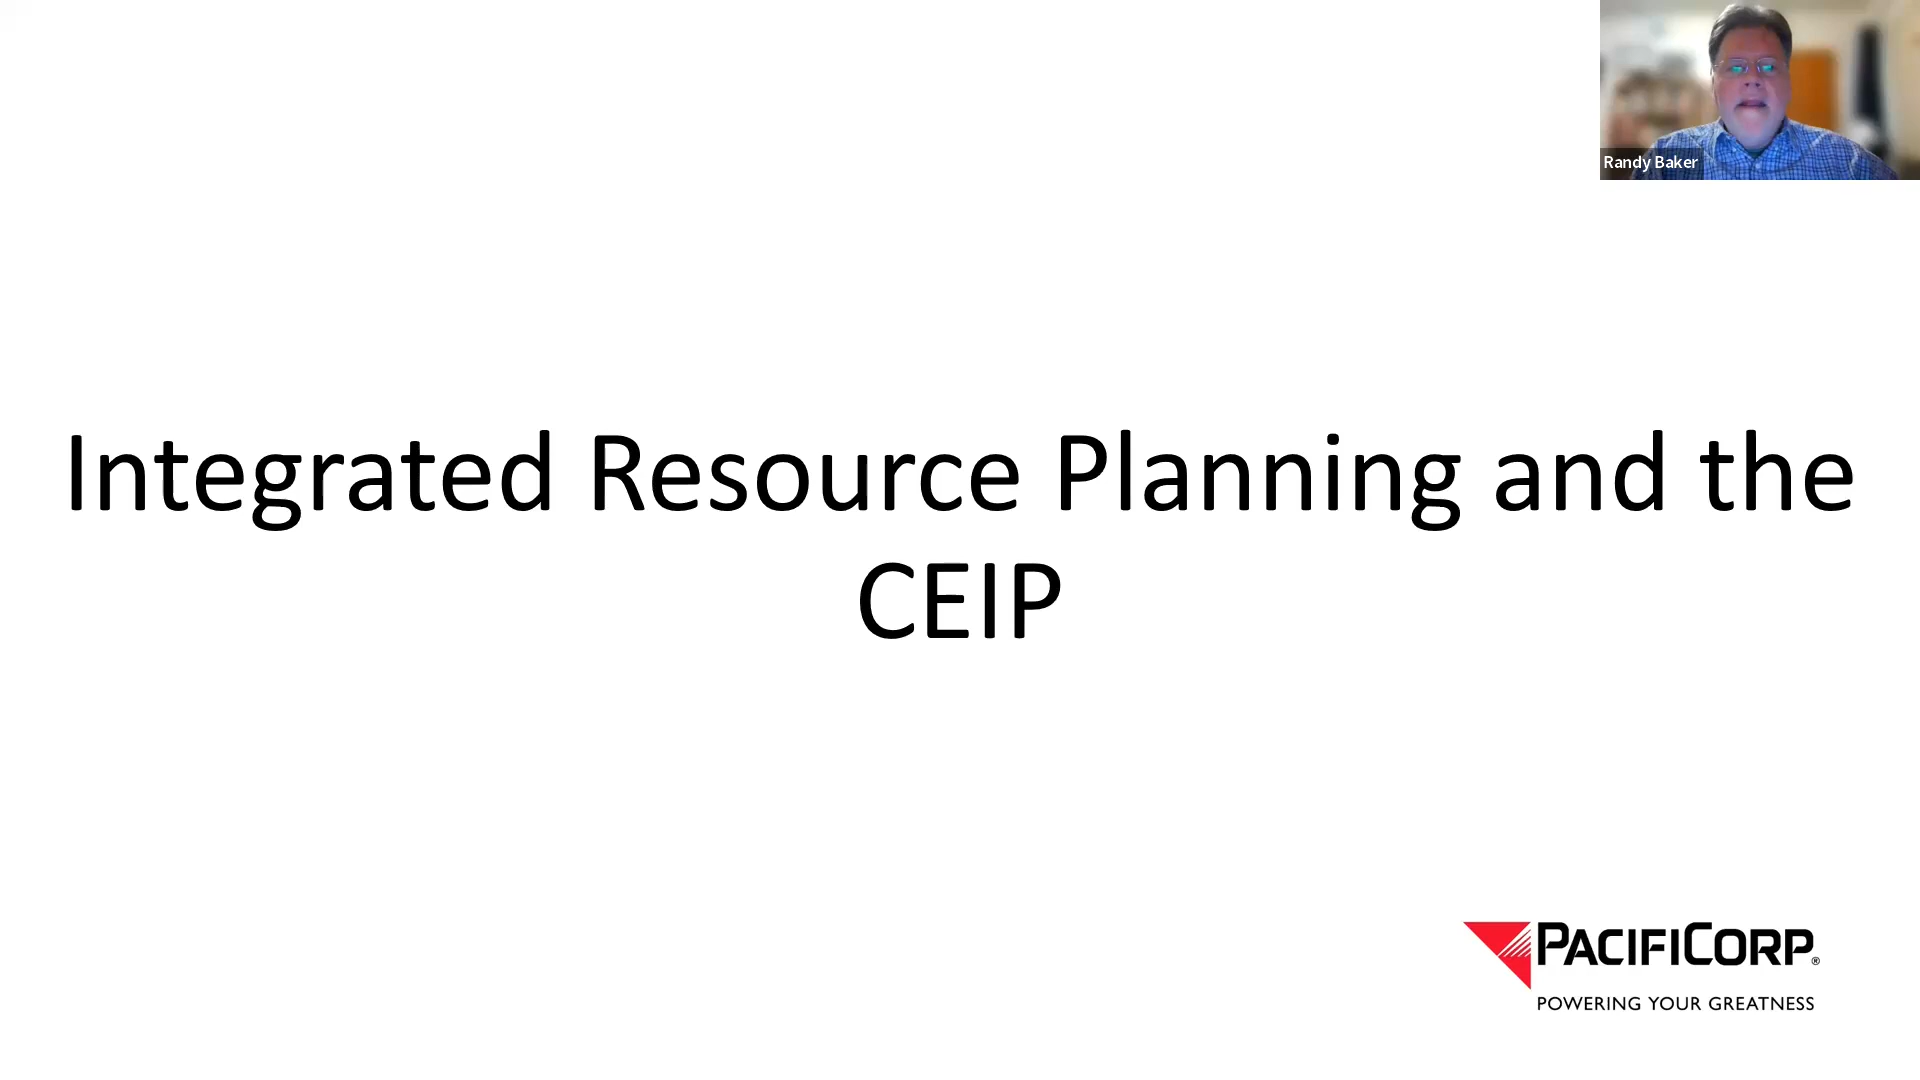 Randy Baker
Integrated Resource Planning and the
CEIP
PACIFICORP®
POWERING YOUR GREATNESS